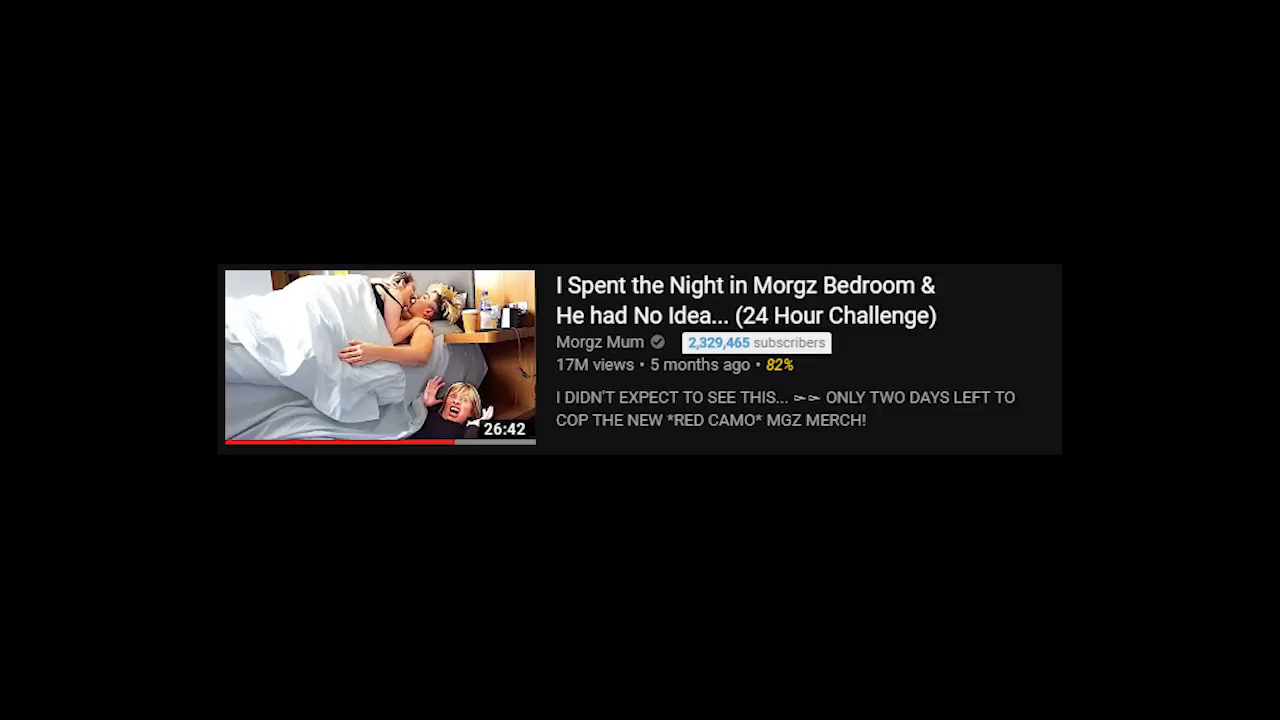 I Spent the Night in Morgz Bedroom &
He had No Idea... (24 Hour Challenge)
Morgz Mum 2,329,465 subscribers
17M views • 5 months ago • 82%
I DIDN'T EXPECT TO SEE THIS... ➣➣ ONLY TWO DAYS LEFT TO
COP THE NEW *RED CAMO* MGZ MERCH!
26:42